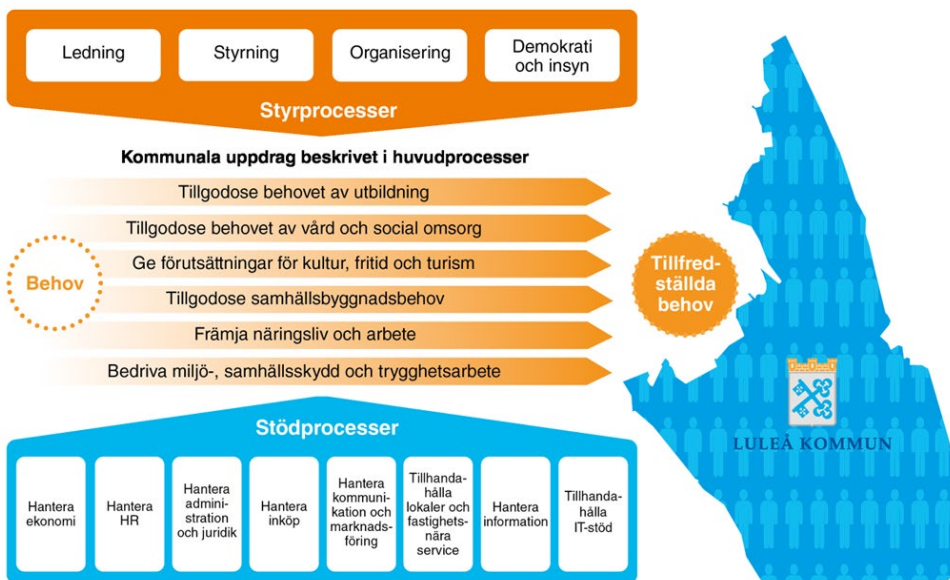 Ledning
Styrning
Organisering
Demokrati
och insyn
Styrprocesser
Kommunala uppdrag beskrivet i huvudprocesser
Behov
Tillgodose behovet av utbildning
Tillgodose behovet av vård och social omsorg
Ge förutsättningar för kultur, fritid och turism
Tillgodose samhällsbyggnadsbehov
Främja näringsliv och arbete
Bedriva miljö-, samhällsskydd och trygghetsarbete
Tillfred-
ställda
behov
LULEÅ KOMMUN
Stödprocesser
Hantera
ekonomi
Hantera
HR
Hantera
admini-
stration
och juridik
Hantera
inköp
Hantera
kommuni-
kation och
marknads-
föring
Tillhanda-
hålla
lokaler och
fastighets-
nära
service
Hantera
information
Tillhanda-
hålla
IT-stöd